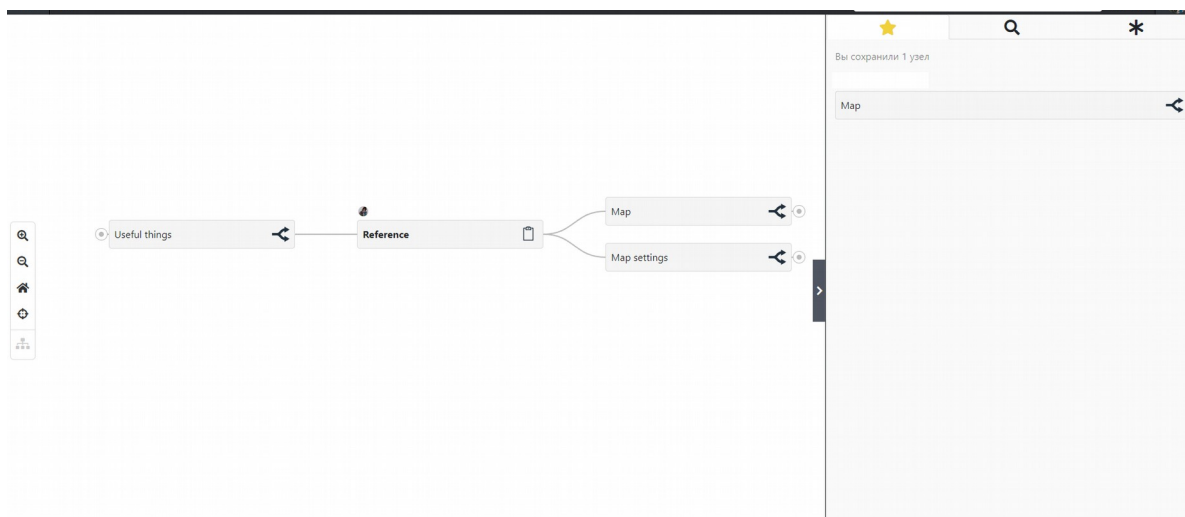 Вы сохранили 1 узел
Map
Map
Useful things
Reference
Map settings